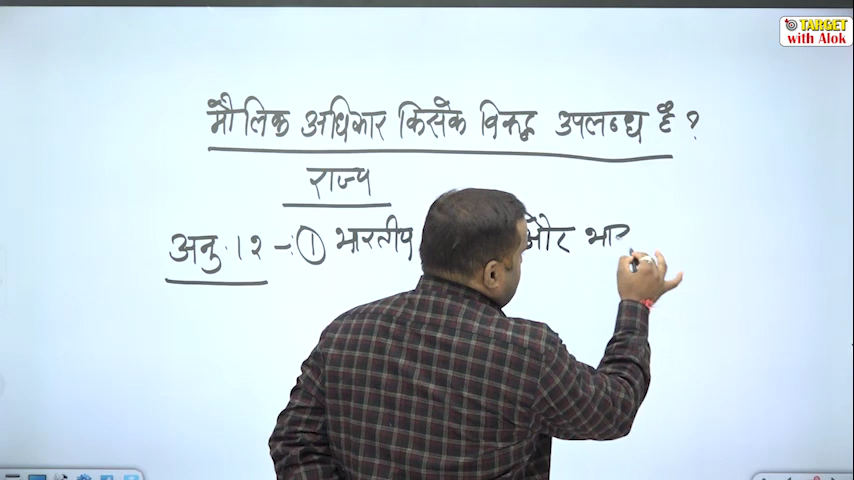 TARGET
with Alok
मौलिक अधिकार किसके विरुद्ध उपलब्ध है ?
राज्य
अनु. 12 - : 1 भारतीय और भार